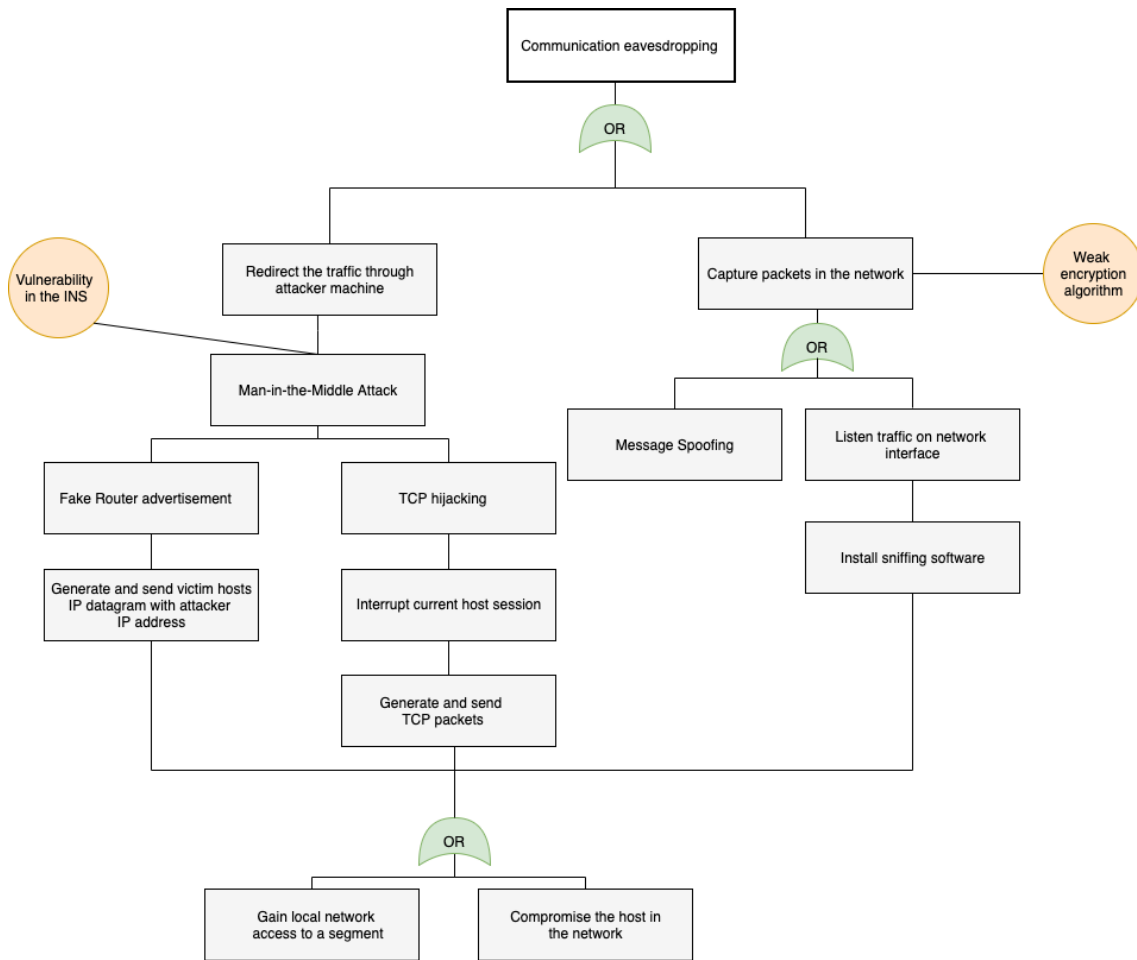 Communication eavesdropping
OR
Vulnerability
in the INS
Redirect the traffic through
attacker machine
Capture packets in the network
Weak
encryption
algorithm
OR
Man-in-the-Middle Attack
Message Spoofing
Listen traffic on network
interface
Fake Router advertisement
TCP hijacking
Install sniffing software
Generate and send victim hosts
IP datagram with attacker
IP address
Interrupt current host session
Generate and send
TCP packets
OR
Gain local network
access to a segment
Compromise the host in
the network